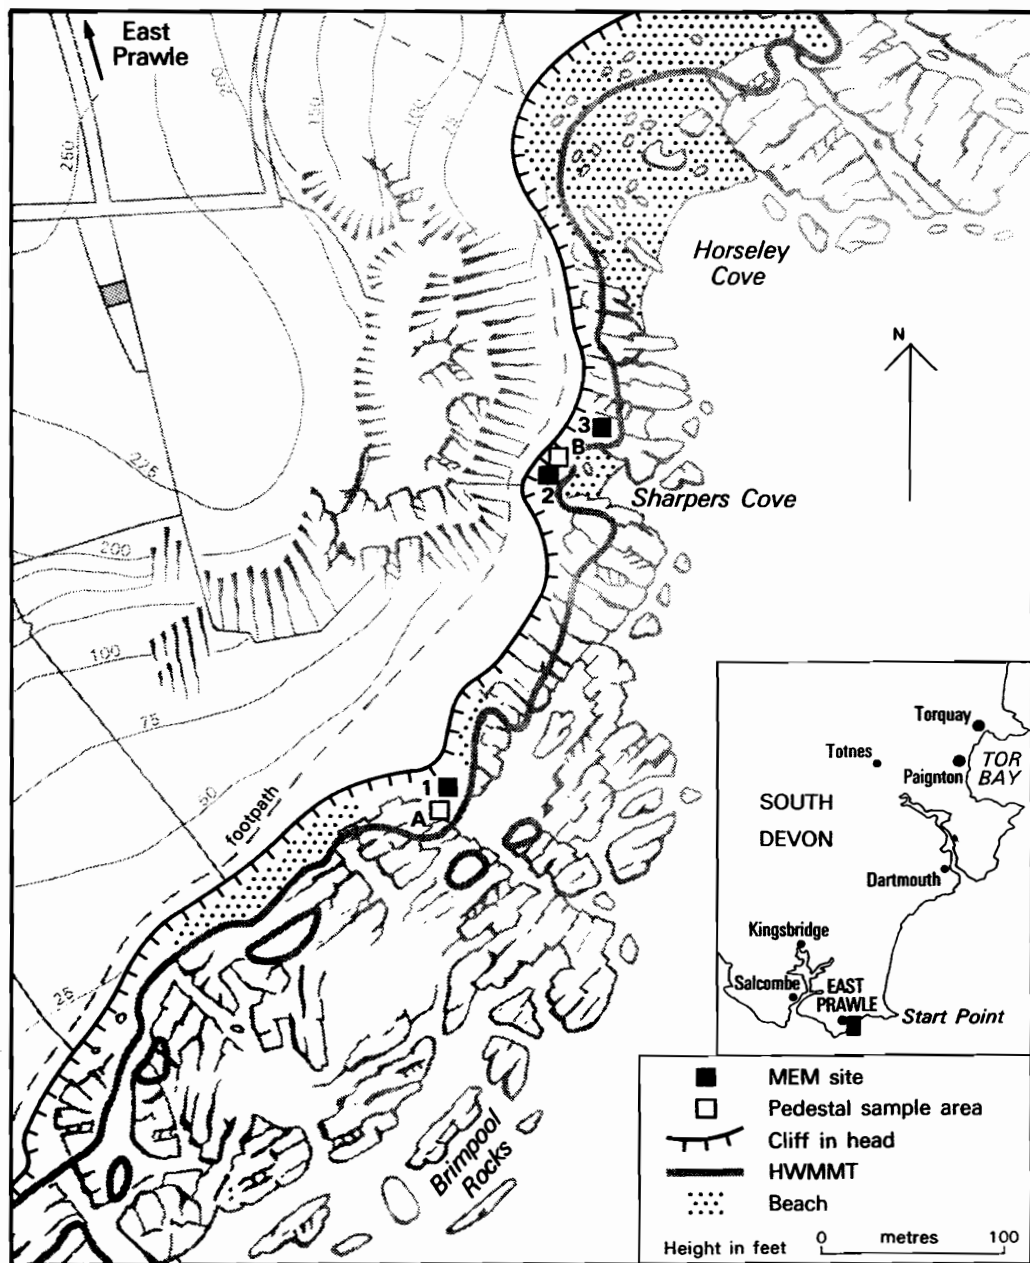 East
Prawle
250
200
150
100
75
Horseley
Cove
N
3
B
2
Sharpers Cove
225
200
100
75
50
25
footpath
1
A
Brimpool
Rocks
Torquay
Totnes
Paignton
TOR
BAY
SOUTH
DEVON
Dartmouth
Kingsbridge
Salcombe
EAST
PRAWLE
Start Point
MEM site
Pedestal sample area
Cliff in head
HWMMT
Beach
Height in feet
0 metres 100